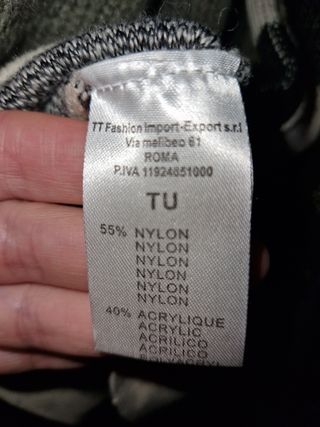 TT Fashion Import-Export s.r.l
Via melibeo 61
ROMA
P.IVA 11924851000
TU
55% NYLON
NYLON
NYLON
NYLON
NYLON
NYLON
40% ACRYLIQUE
ACRYLIC
ACRILICO
ACRILICO